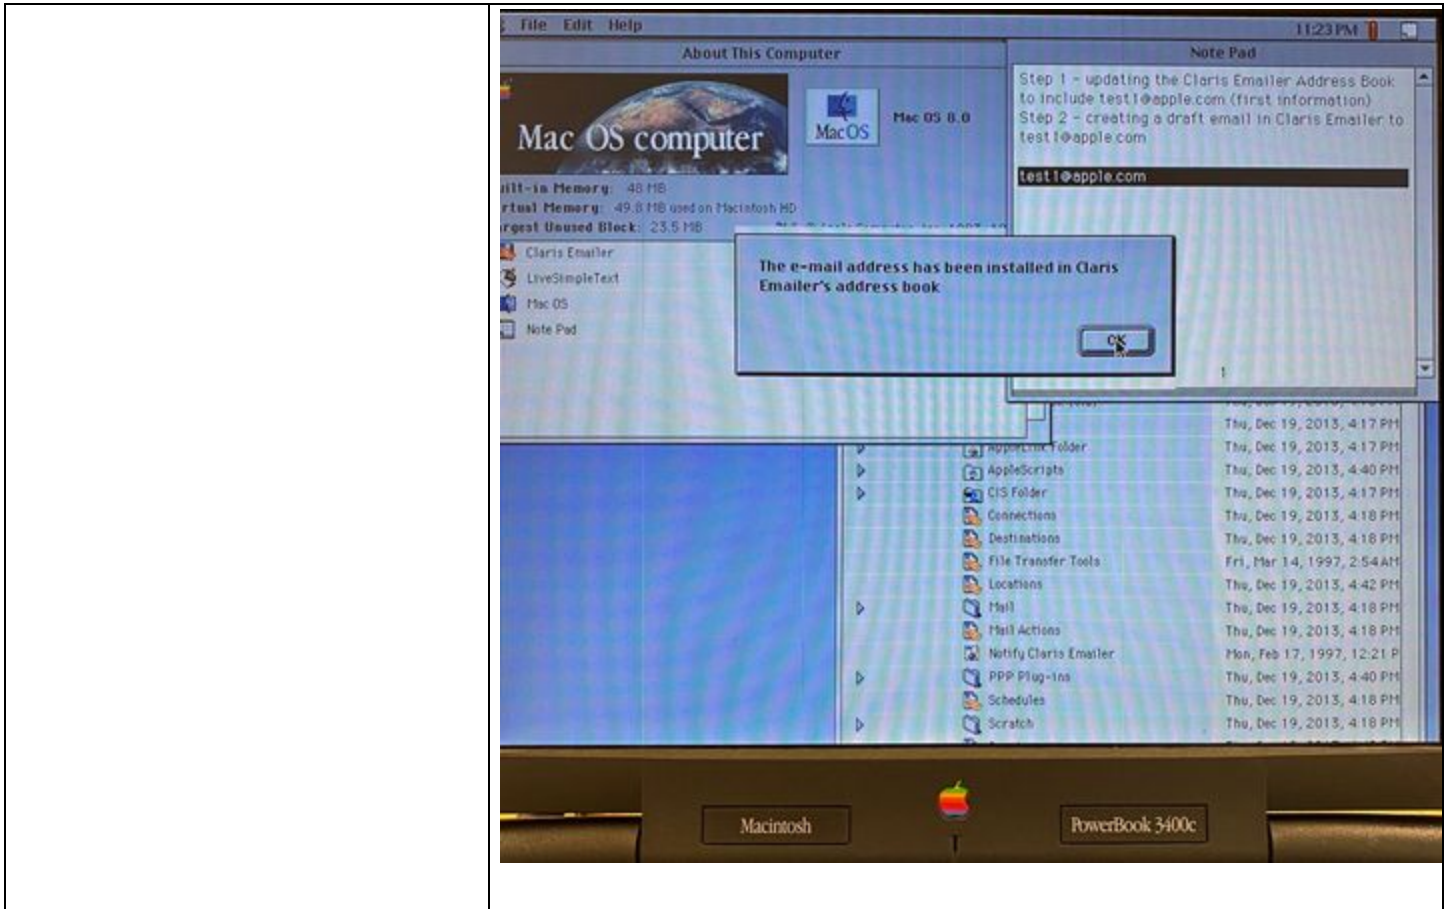 File Edit Help
11:23 PM
About This Computer
Mac OS computer
MacOS
Mac OS 8.0
Built-in Memory: 48 MB
Virtual Memory: 49.8 MB used on Macintosh HD
Largest Unused Block: 23.5 MB
Claris Emailer
LiveSimpleText
Mac OS
Note Pad
Note Pad
Step 1 - updating the Claris Emailer Address Book
to include test1@apple.com (first information)
Step 2 - creating a draft email in Claris Emailer to
test1@apple.com
test1@apple.com
1
The e-mail address has been installed in Claris
Emailer's address book
OK
Thu, Dec 19, 2013, 4:17 PM
AppleLink Folder Thu, Dec 19, 2013, 4:17 PM
AppleScripts Thu, Dec 19, 2013, 4:40 PM
CIS Folder Thu, Dec 19, 2013, 4:17 PM
Connections Thu, Dec 19, 2013, 4:18 PM
Destinations Thu, Dec 19, 2013, 4:18 PM
File Transfer Tools Fri, Mar 14, 1997, 2:54 AM
Locations Thu, Dec 19, 2013, 4:42 PM
Mail Thu, Dec 19, 2013, 4:18 PM
Mail Actions Thu, Dec 19, 2013, 4:18 PM
Notify Claris Emailer Mon, Feb 17, 1997, 12:21 P
PPP Plug-ins Thu, Dec 19, 2013, 4:40 PM
Schedules Thu, Dec 19, 2013, 4:18 PM
Scratch Thu, Dec 19, 2013, 4:18 PM
Macintosh
PowerBook 3400c